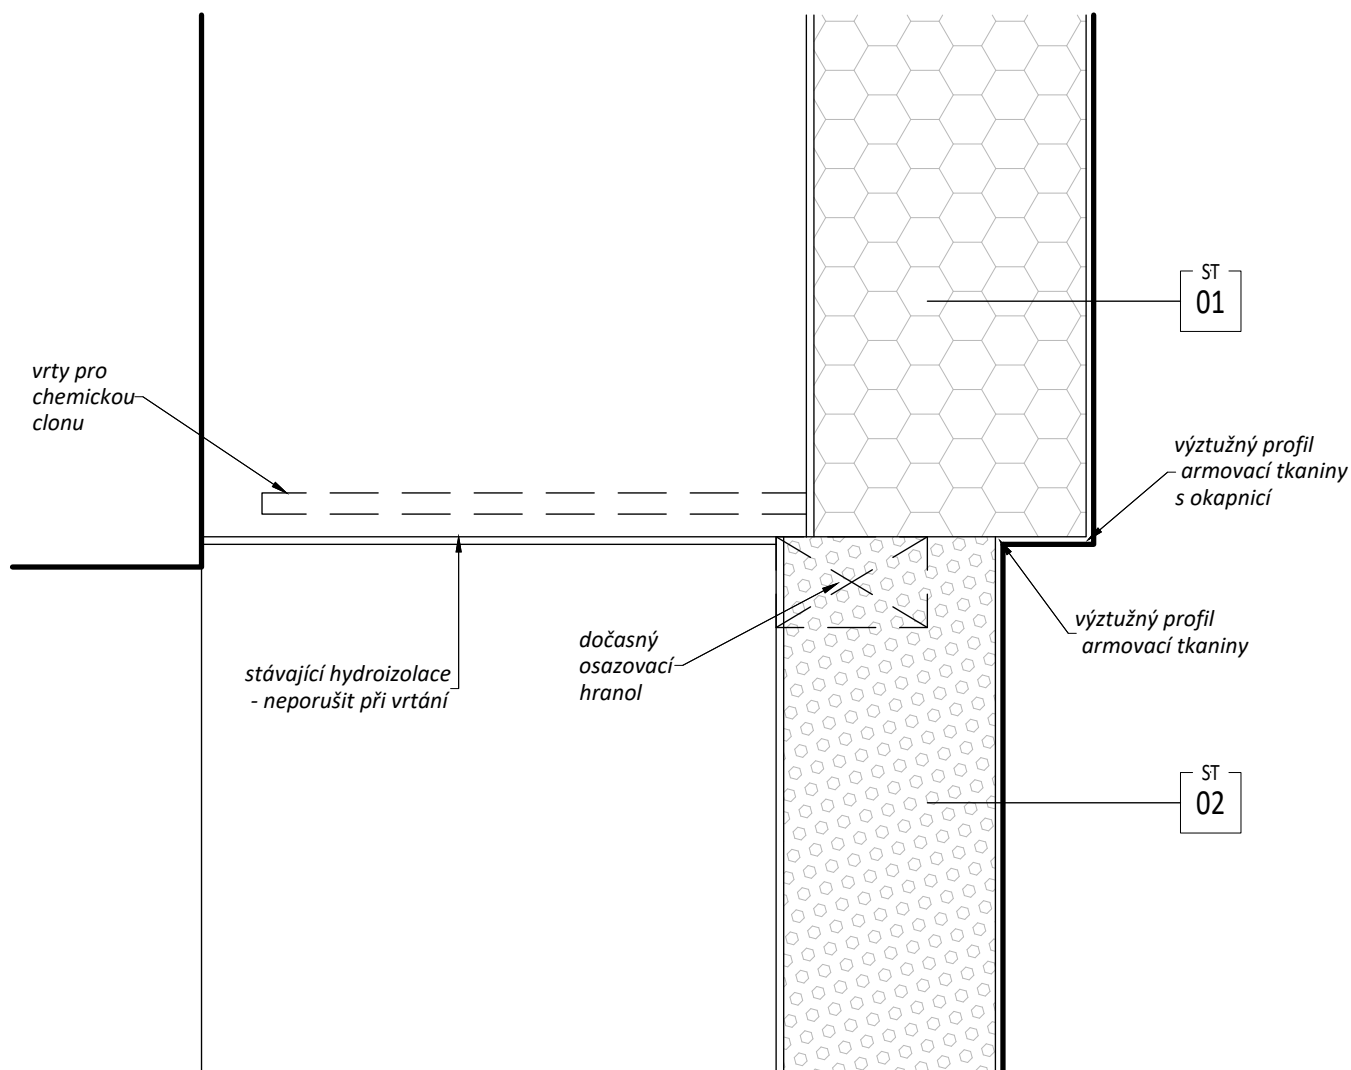 ST
01
vrty pro
chemickou
clonu
výztužný profil
armovací tkaniny
s okapnicí
výztužný profil
armovací tkaniny
dočasný
osazovací
hranol
stávající hydroizolace
- neporušit při vrtání
ST
02